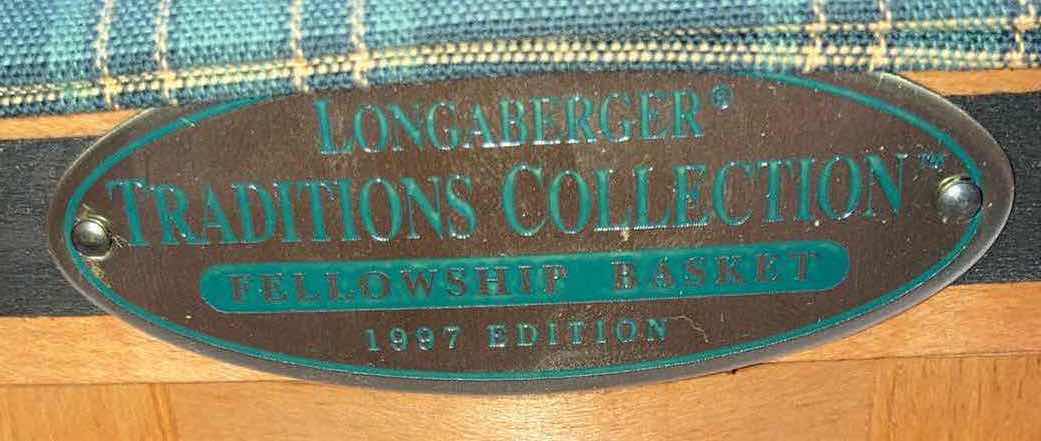 LONGABERGER®
TRADITIONS COLLECTION™
FELLOWSHIP BASKET
1997 EDITION